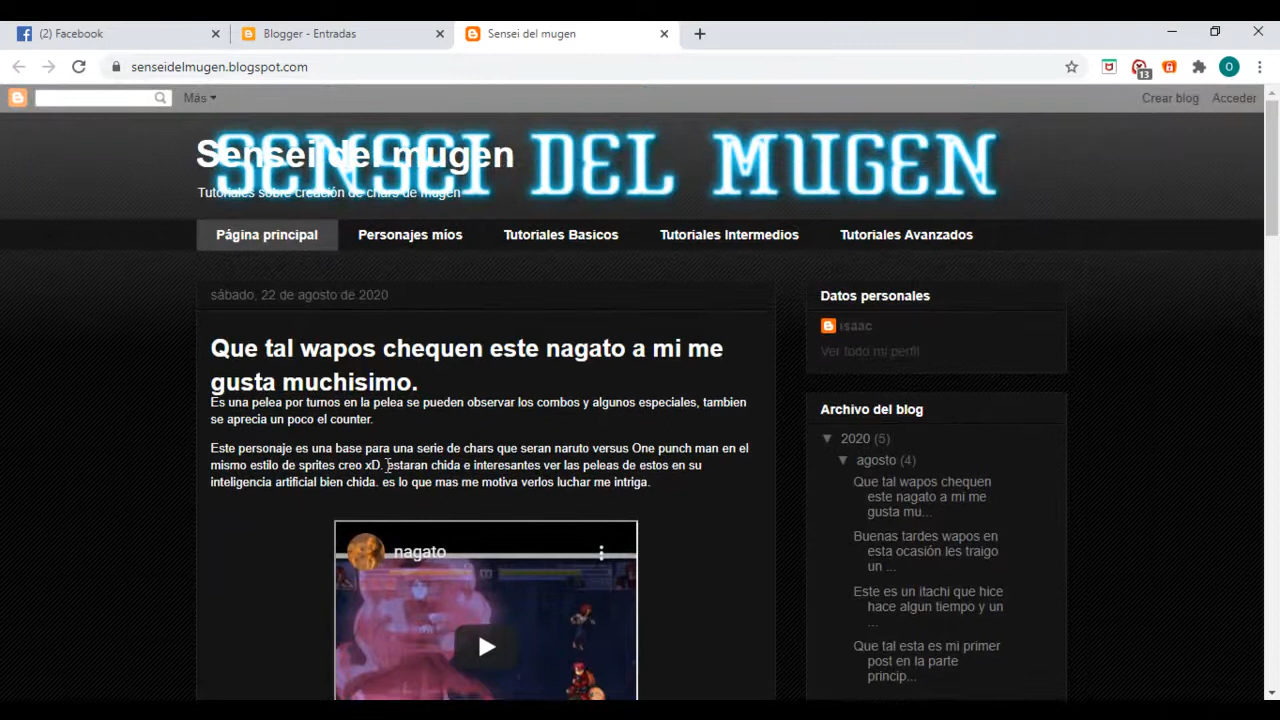 (2) Facebook
Blogger - Entradas
Sensei del mugen
senseidelmugen.blogspot.com
13
O
Más
Crear blog
Acceder
SENSEI DEL MUGEN
Sensei del mugen
Tutoriales sobre creación de chars de mugen
Página principal
Personajes míos
Tutoriales Basicos
Tutoriales Intermedios
Tutoriales Avanzados
sábado, 22 de agosto de 2020
Que tal wapos chequen este nagato a mi me
gusta muchisimo.
Es una pelea por turnos en la pelea se pueden observar los combos y algunos especiales, tambien
se aprecia un poco el counter.
Este personaje es una base para una serie de chars que seran naruto versus One punch man en el
mismo estilo de sprites creo xD. estaran chida e interesantes ver las peleas de estos en su
inteligencia artificial bien chida. es lo que mas me motiva verlos luchar me intriga.
nagato
Datos personales
isaac
Ver todo mi perfil
Archivo del blog
▼ 2020 (5)
▼ agosto (4)
Que tal wapos chequen
este nagato a mi me
gusta mu...
Buenas tardes wapos en
esta ocasión les traigo
un ...
Este es un itachi que hice
hace algun tiempo y un
...
Que tal esta es mi primer
post en la parte
princip...